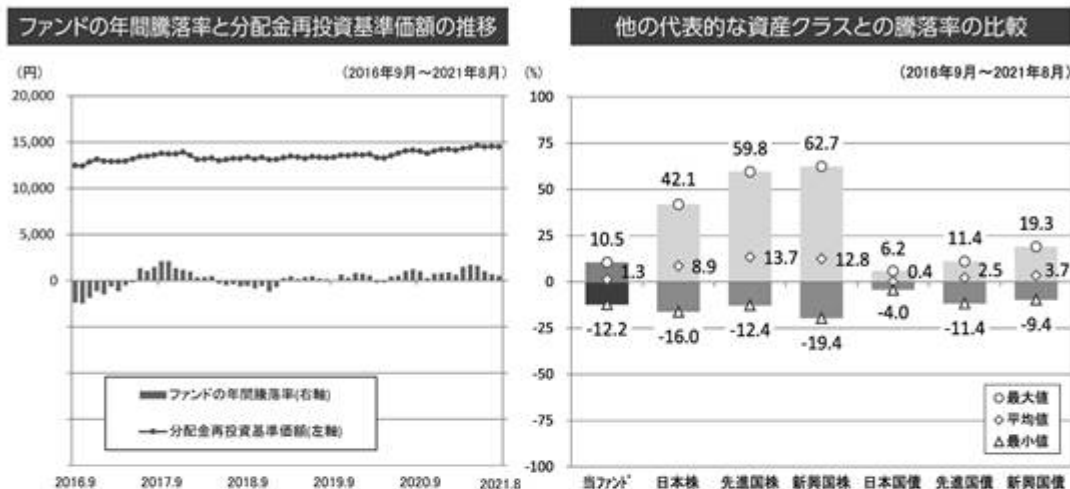 ファンドの年間騰落率と分配金再投資基準価額の推移
(円)
(2016年9月~2021年8月)
20,000
15,000
10,000
5,000
0
ファンドの年間騰落率(右軸)
分配金再投資基準価額(左軸)
2016.9 2017.9 2018.9 2019.9 2020.9 2021.8
他の代表的な資産クラスとの騰落率の比較
(%)
(2016年9月~2021年8月)
100
75
50
25
0
-25
-50
-75
-100
10.5 42.1 59.8 62.7 6.2 11.4 19.3
1.3 8.9 13.7 12.8 0.4 2.5 3.7
-12.2 -16.0 -12.4 -19.4 -4.0 -11.4 -9.4
最大値
平均値
最小値
当ファンド 日本株 先進国株 新興国株 日本国債 先進国債 新興国債